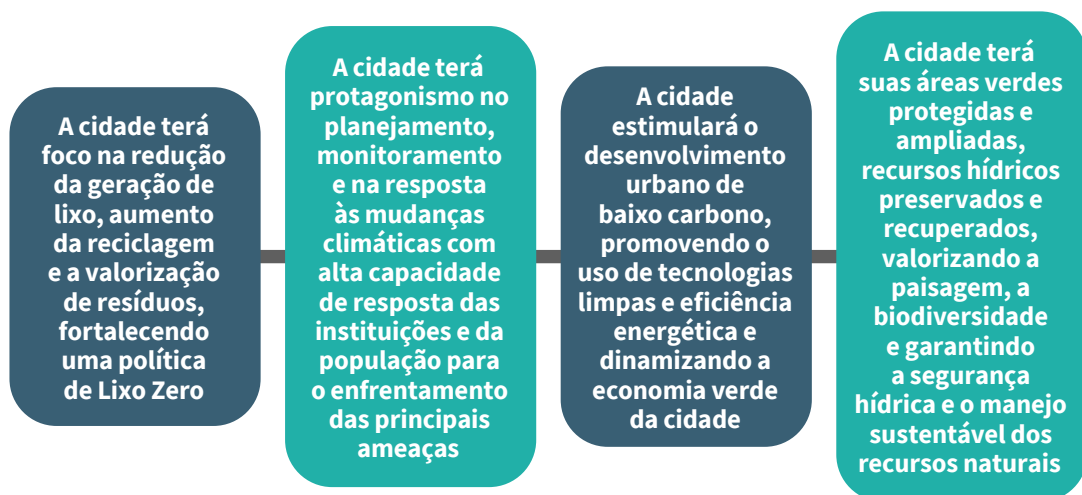 A cidade terá
foco na redução
da geração de
lixo, aumento
da reciclagem
e a valorização
de resíduos,
fortalecendo
uma política
de Lixo Zero
A cidade terá
protagonismo no
planejamento,
monitoramento
e na resposta
às mudanças
climáticas com
alta capacidade
de resposta das
instituições e da
população para
o enfrentamento
das principais
ameaças
A cidade
estimulará o
desenvolvimento
urbano de
baixo carbono,
promovendo o
uso de tecnologias
limpas e eficiência
energética e
dinamizando a
economia verde
da cidade
A cidade terá
suas áreas verdes
protegidas e
ampliadas,
recursos hídricos
preservados e
recuperados,
valorizando a
paisagem, a
biodiversidade
e garantindo
a segurança
hídrica e o manejo
sustentável dos
recursos naturais